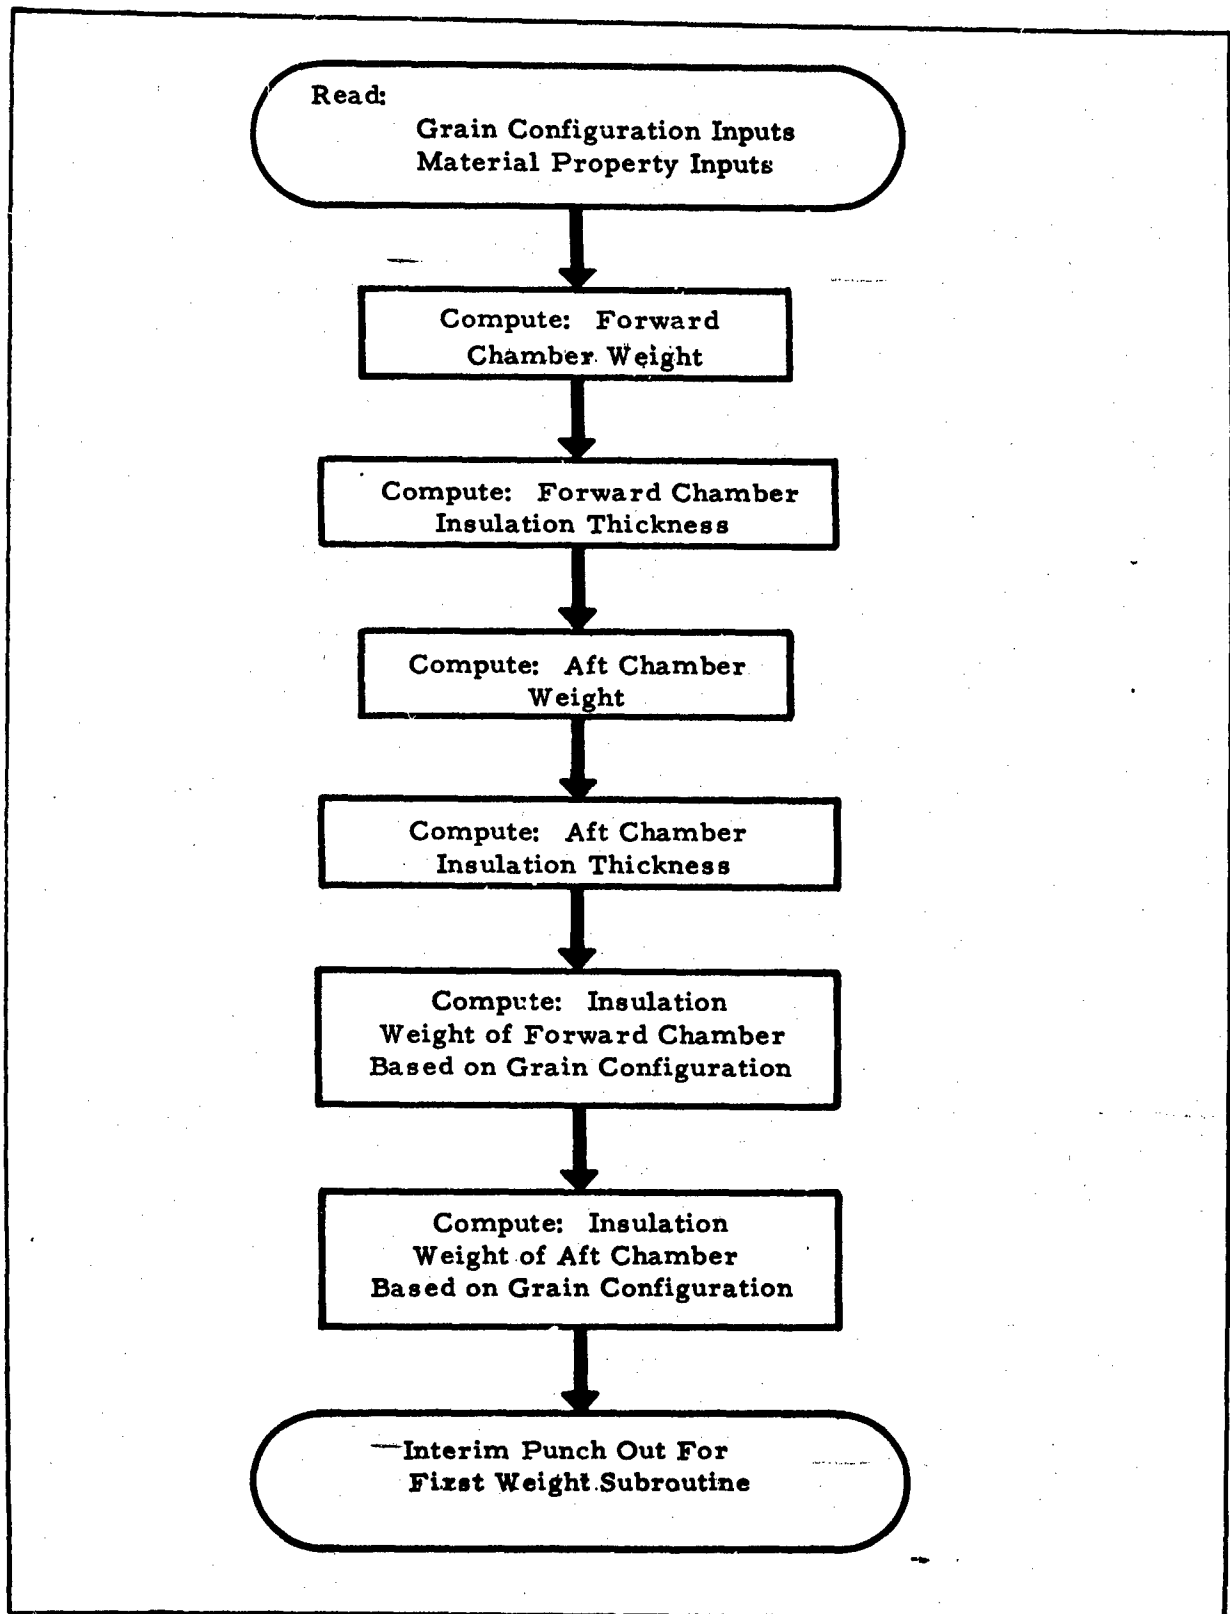 Read:
Grain Configuration Inputs
Material Property Inputs
Compute: Forward
Chamber Weight
Compute: Forward Chamber
Insulation Thickness
Compute: Aft Chamber
Weight
Compute: Aft Chamber
Insulation Thickness
Compute: Insulation
Weight of Forward Chamber
Based on Grain Configuration
Compute: Insulation
Weight of Aft Chamber
Based on Grain Configuration
Interim Punch Out For
First Weight Subroutine